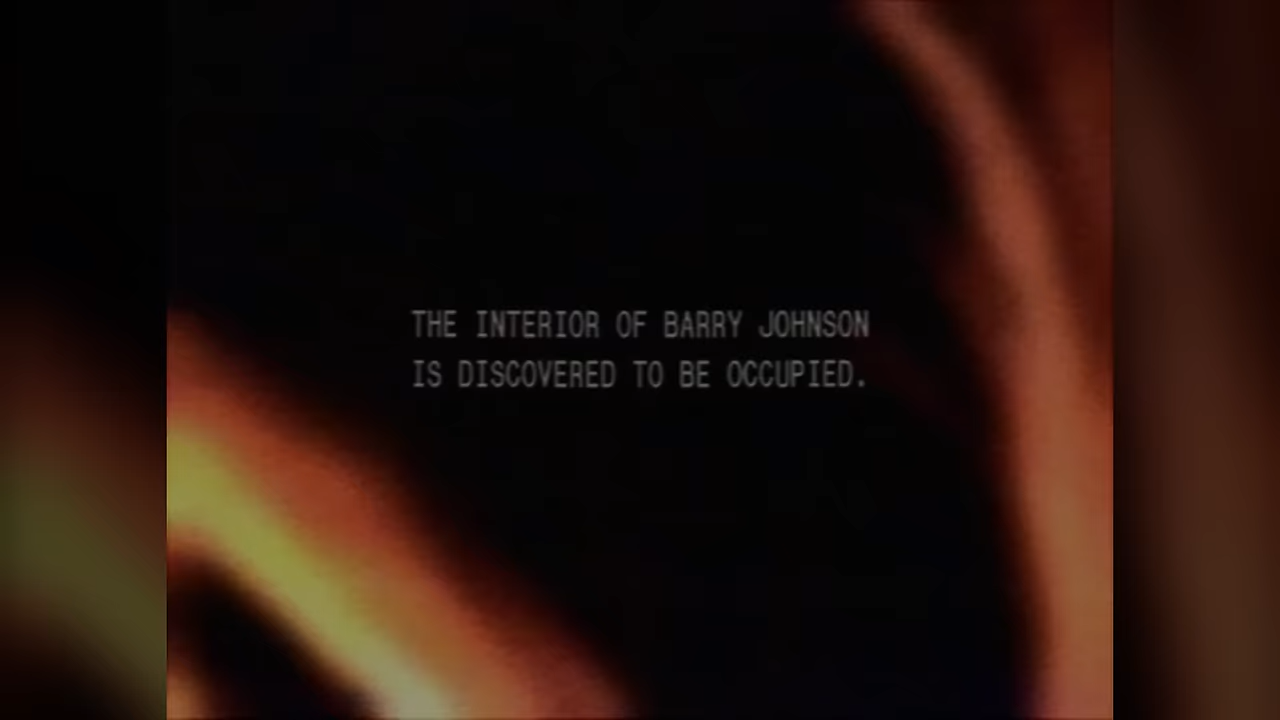 THE INTERIOR OF BARRY JOHNSON
IS DISCOVERED TO BE OCCUPIED.